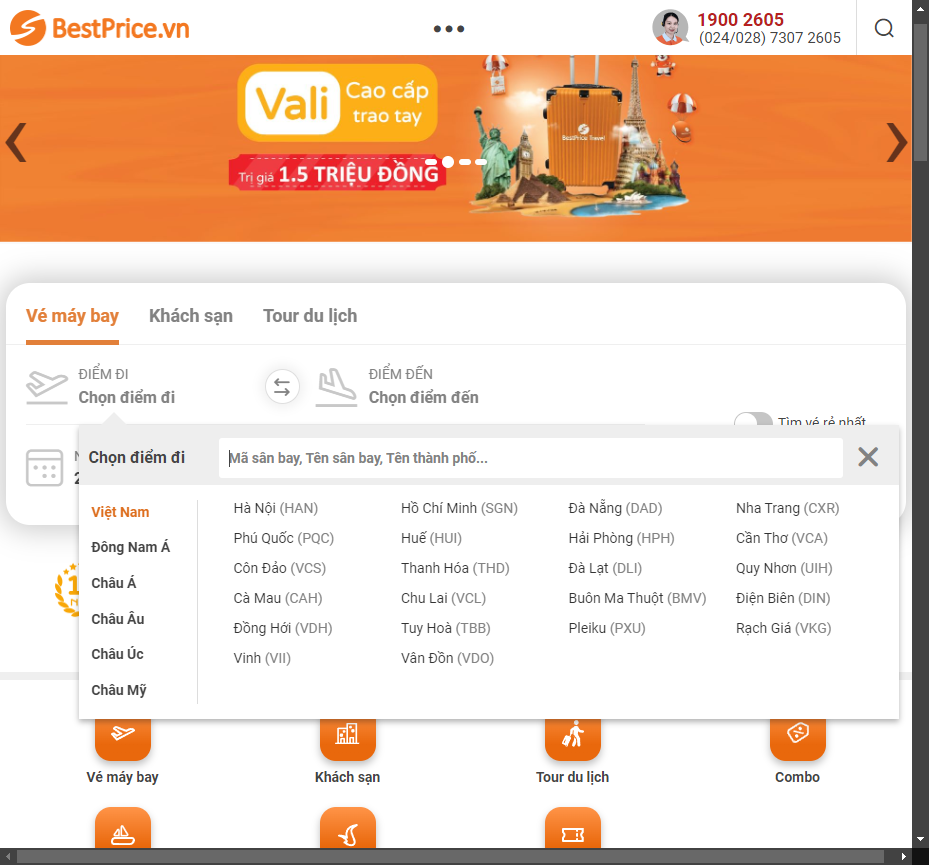 BestPrice.vn
1900 2605
(024/028) 7307 2605
Vali Cao cấp trao tay
Trị giá 1.5 TRIỆU ĐỒNG
BestPrice Travel
Vé máy bay
Khách sạn
Tour du lịch
ĐIỂM ĐI
Chọn điểm đi
ĐIỂM ĐẾN
Chọn điểm đến
Tìm vé rẻ nhất
Chọn điểm đi
Mã sân bay, Tên sân bay, Tên thành phố...
Việt Nam
Đông Nam Á
Châu Á
Châu Âu
Châu Úc
Châu Mỹ
Hà Nội (HAN)
Hồ Chí Minh (SGN)
Đà Nẵng (DAD)
Nha Trang (CXR)
Phú Quốc (PQC)
Huế (HUI)
Hải Phòng (HPH)
Cần Thơ (VCA)
Côn Đảo (VCS)
Thanh Hóa (THD)
Đà Lạt (DLI)
Quy Nhơn (UIH)
Cà Mau (CAH)
Chu Lai (VCL)
Buôn Ma Thuột (BMV)
Điện Biên (DIN)
Đồng Hới (VDH)
Tuy Hoà (TBB)
Pleiku (PXU)
Rạch Giá (VKG)
Vinh (VII)
Vân Đồn (VDO)
Vé máy bay
Khách sạn
Tour du lịch
Combo